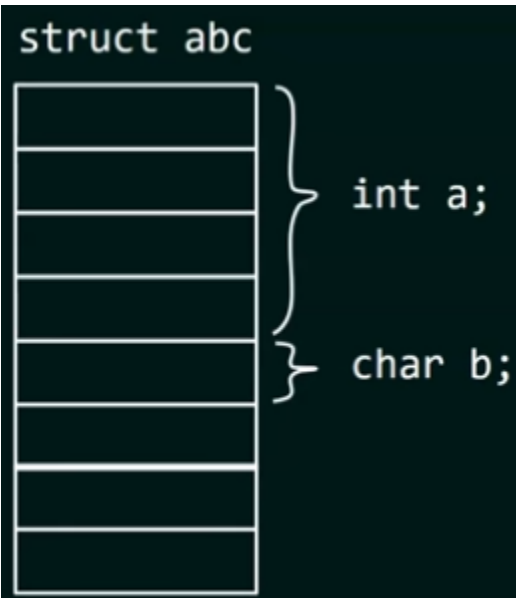 struct abc
int a;
char b;